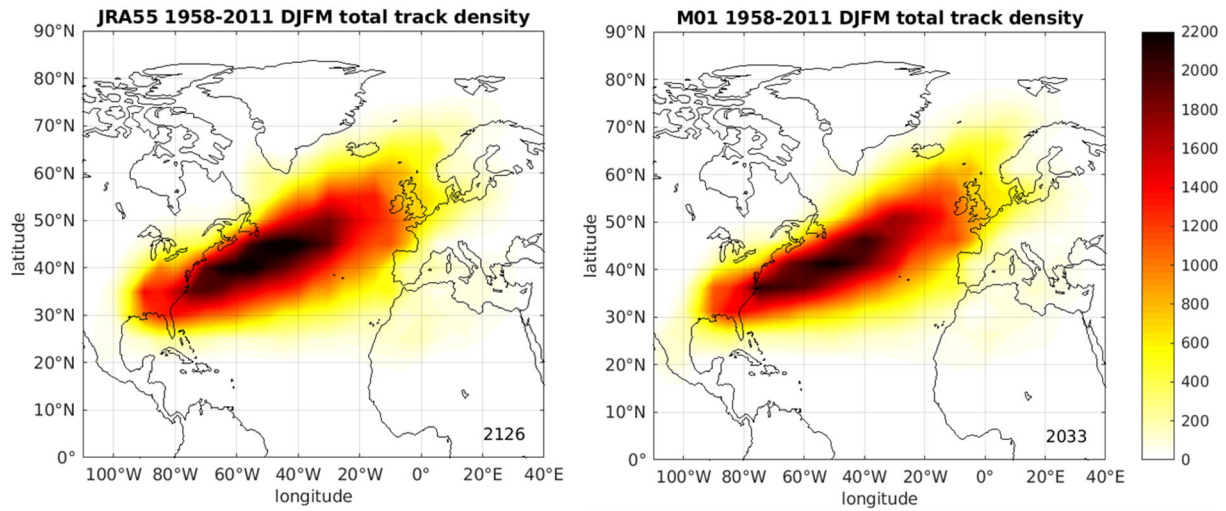 JRA55 1958-2011 DJFM total track density
90°N
80°N
70°N
60°N
50°N
40°N
30°N
20°N
10°N
0°
latitude
2126
100°W 80°W 60°W 40°W 20°W 0° 20°E 40°E
longitude
M01 1958-2011 DJFM total track density
90°N
80°N
70°N
60°N
50°N
40°N
30°N
20°N
10°N
0°
latitude
2033
100°W 80°W 60°W 40°W 20°W 0° 20°E 40°E
longitude
2200
2000
1800
1600
1400
1200
1000
800
600
400
200
0